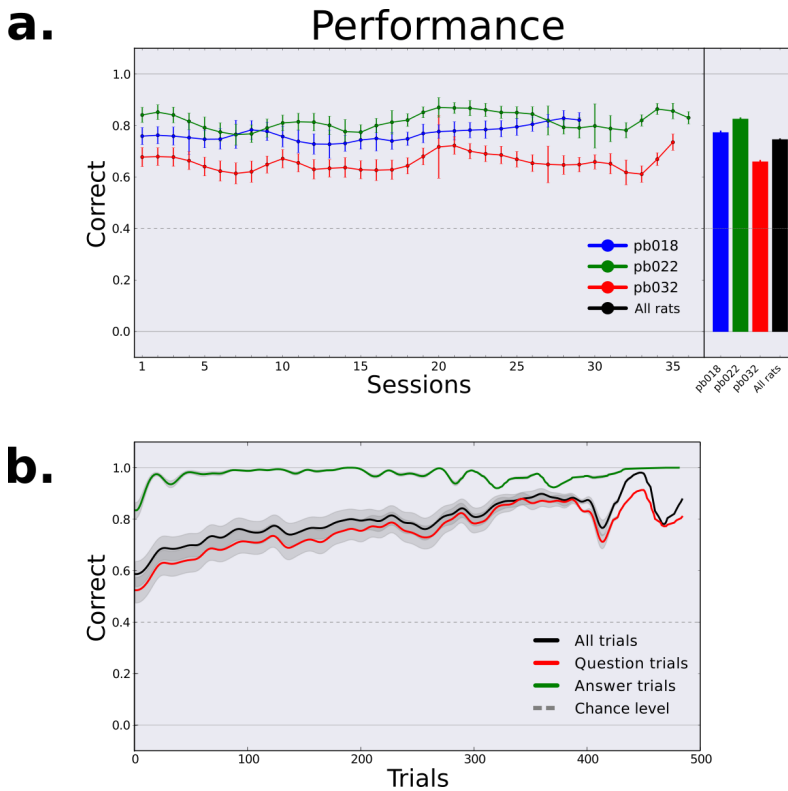 a.
Performance
1.0
0.8
0.6
0.4
0.2
0.0
Correct
pb018
pb022
pb032
All rats
1 5 10 15 20 25 30 35
Sessions
pb018 pb022 pb032 All rats
b.
1.0
0.8
0.6
0.4
0.2
0.0
Correct
All trials
Question trials
Answer trials
Chance level
0 100 200 300 400 500
Trials